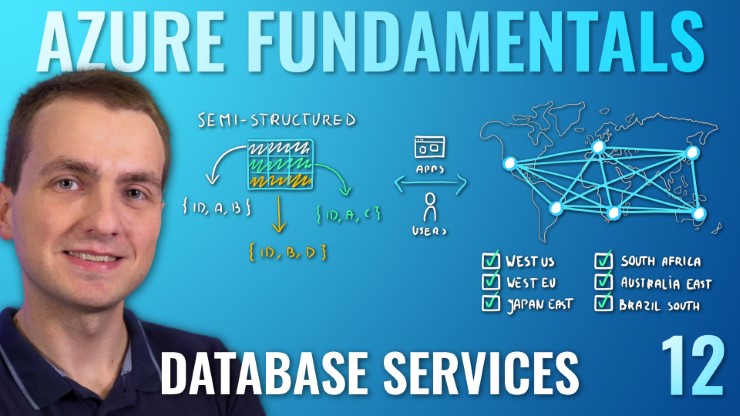 AZURE FUNDAMENTALS
SEMI-STRUCTURED
{ID, A, B}
{ID, A, C}
{ID, B, D}
APPS
USERS
WEST US
WEST EU
JAPAN EAST
SOUTH AFRICA
AUSTRALIA EAST
BRAZIL SOUTH
DATABASE SERVICES
12